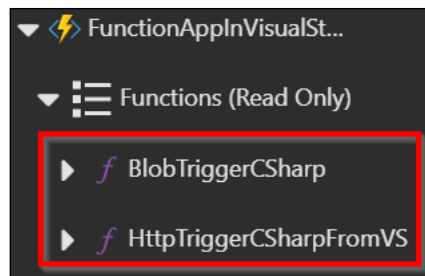 FunctionAppInVisualSt...
Functions (Read Only)
f BlobTriggerCSharp
f HttpTriggerCSharpFromVS